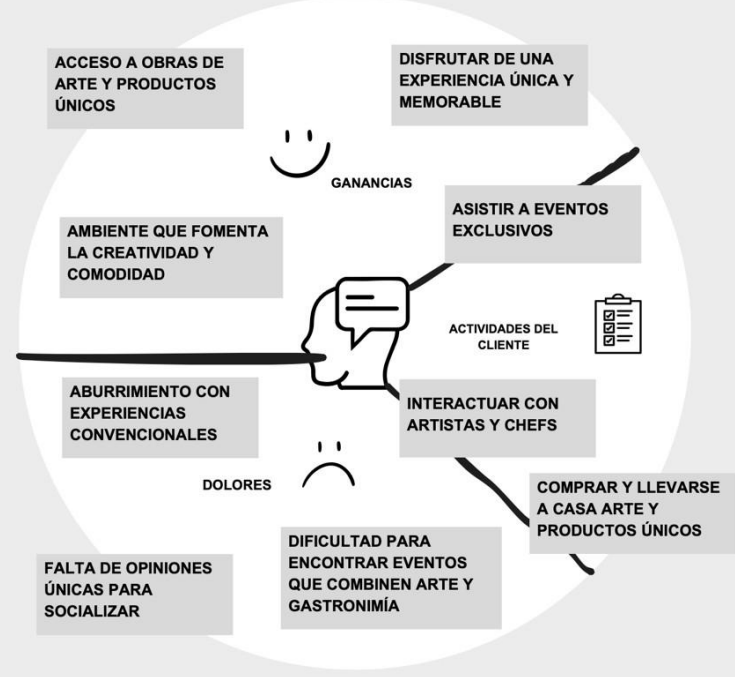 ACCESO A OBRAS DE
ARTE Y PRODUCTOS
ÚNICOS
DISFRUTAR DE UNA
EXPERIENCIA ÚNICA Y
MEMORABLE
GANANCIAS
AMBIENTE QUE FOMENTA
LA CREATIVIDAD Y
COMODIDAD
ASISTIR A EVENTOS
EXCLUSIVOS
ACTIVIDADES DEL
CLIENTE
ABURRIMIENTO CON
EXPERIENCIAS
CONVENCIONALES
INTERACTUAR CON
ARTISTAS Y CHEFS
DOLORES
COMPRAR Y LLEVARSE
A CASA ARTE Y
PRODUCTOS ÚNICOS
FALTA DE OPINIONES
ÚNICAS PARA
SOCIALIZAR
DIFICULTAD PARA
ENCONTRAR EVENTOS
QUE COMBINEN ARTE Y
GASTRONIMÍA